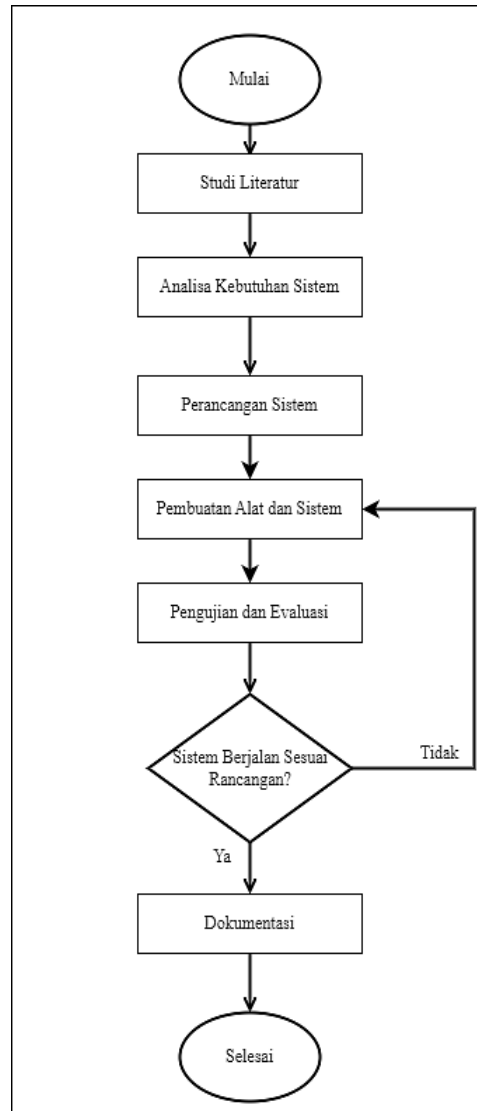 Mulai
Studi Literatur
Analisa Kebutuhan Sistem
Perancangan Sistem
Pembuatan Alat dan Sistem
Pengujian dan Evaluasi
Sistem Berjalan Sesuai
Rancangan?
Tidak
Ya
Dokumentasi
Selesai